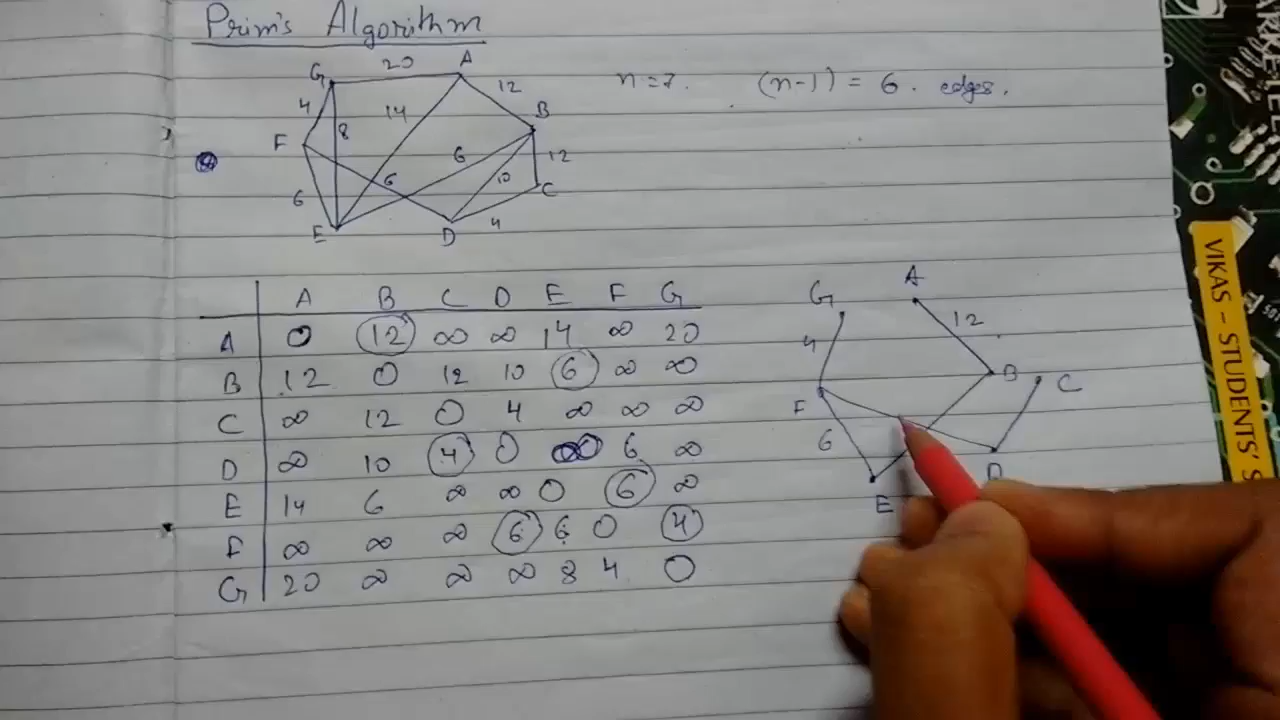 Prim's Algorithm
G 20 A
n=7. (n-1) = 6. edges.
4 8 14 12
F B
6 6 12
6 10 C
E D 4
A B C D E F G
A 0 12 ∞ ∞ 14 ∞ 20
B 12 0 12 10 6 ∞ ∞
C ∞ 12 0 4 ∞ ∞ ∞
D ∞ 10 4 0 ∞ 6 ∞
E 14 6 ∞ ∞ 0 6 ∞
F ∞ ∞ ∞ 6 6 0 4
G 20 ∞ ∞ ∞ 8 4 0
G A
4 12
B C
F
6 D
E
VIKAS - STUDENTS' S